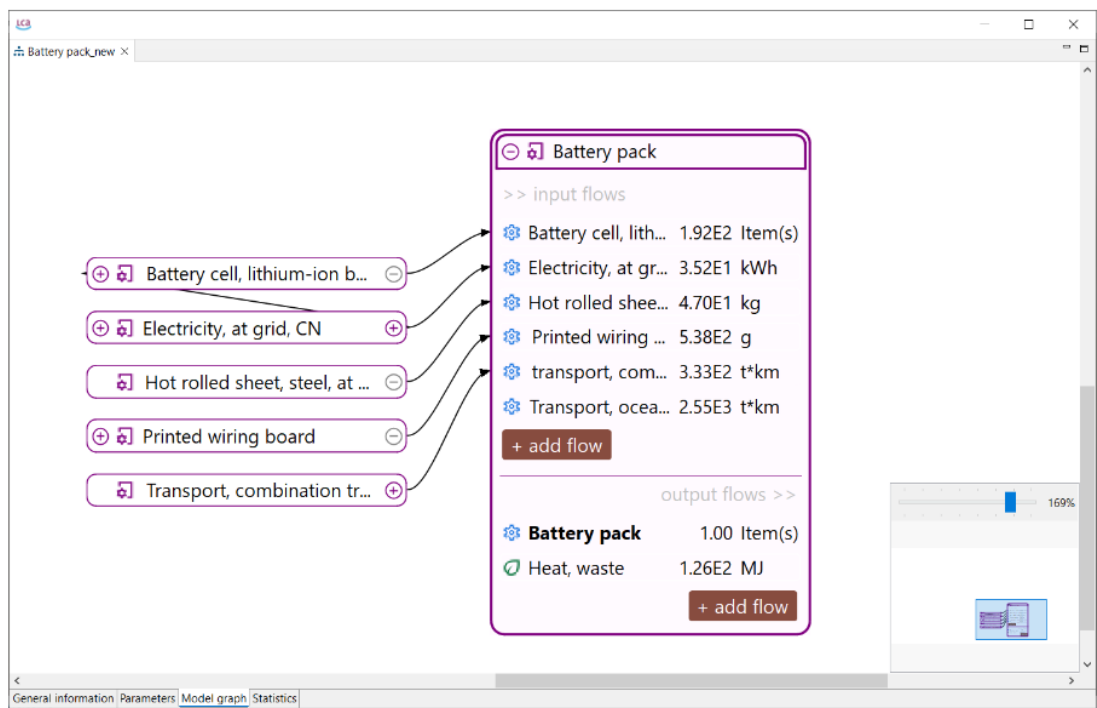 LCA
Battery pack_new
Battery pack
>> input flows
Battery cell, lith... 1.92E2 Item(s)
Electricity, at gr... 3.52E1 kWh
Hot rolled shee... 4.70E1 kg
Printed wiring ... 5.38E2 g
transport, com... 3.33E2 t*km
Transport, ocea... 2.55E3 t*km
+ add flow
output flows >>
Battery pack 1.00 Item(s)
Heat, waste 1.26E2 MJ
+ add flow
Battery cell, lithium-ion b...
Electricity, at grid, CN
Hot rolled sheet, steel, at ...
Printed wiring board
Transport, combination tr...
169%
General information Parameters Model graph Statistics